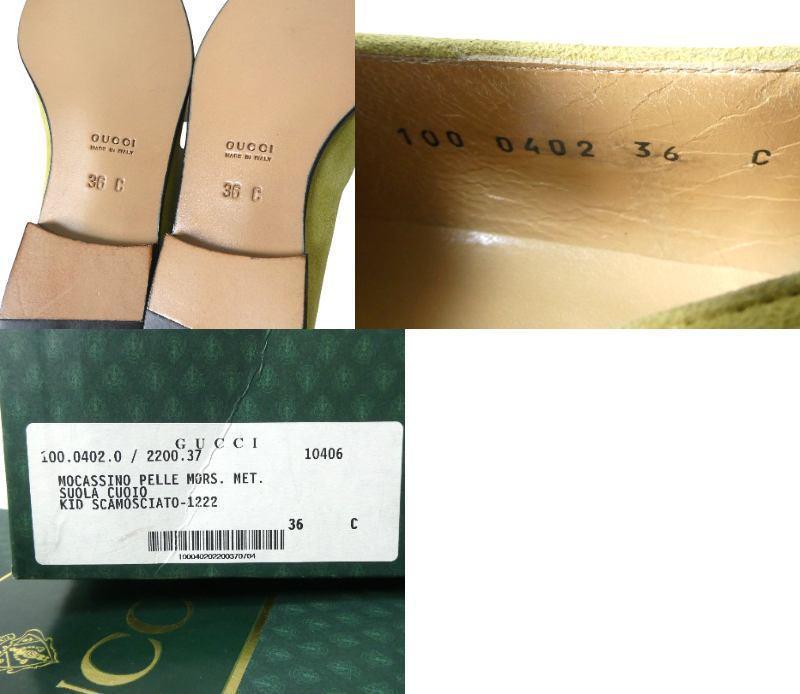 GUCCI
MADE IN ITALY
36 C
GUCCI
MADE IN ITALY
36 C
100 0402 36 C
GUCCI
100.0402.0 / 2200.37 10406
MOCASSINO PELLE MORS. MET.
SUOLA CUOIO
KID SCAMOSCIATO-1222
36 C
UCCI